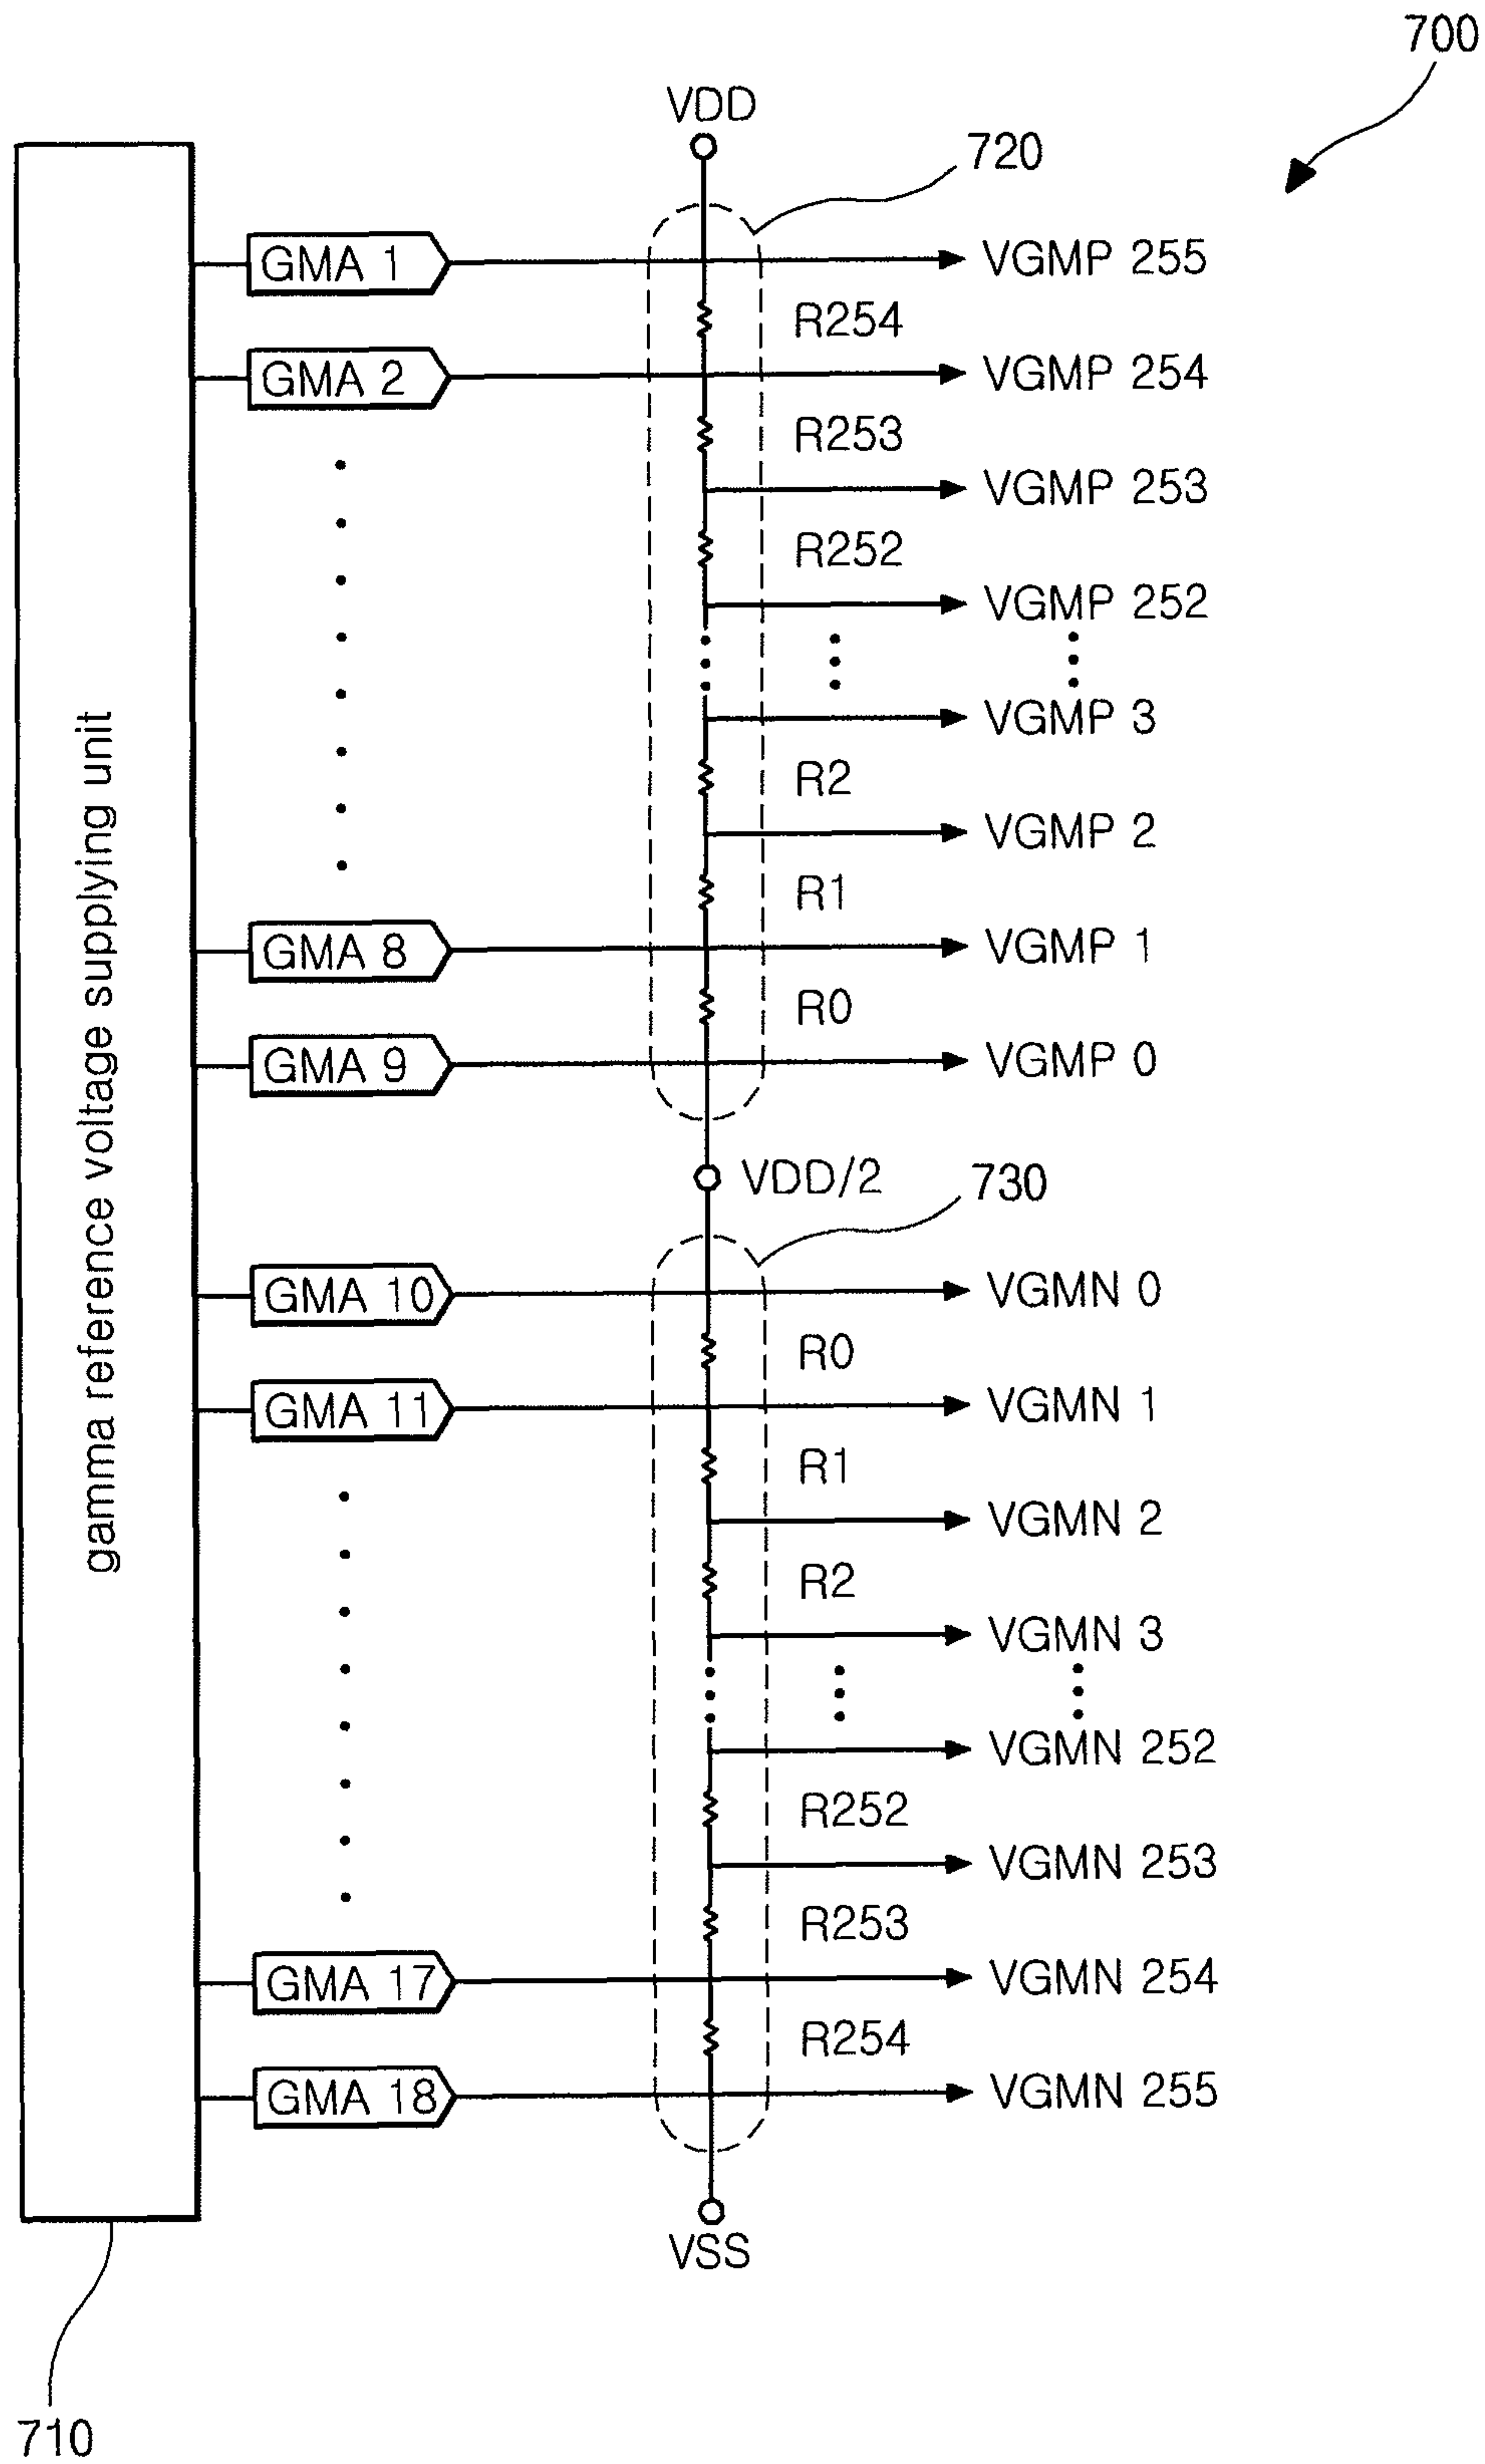 700
VDD
720
GMA 1
VGMP 255
R254
GMA 2
VGMP 254
R253
VGMP 253
R252
VGMP 252
VGMP 3
R2
VGMP 2
R1
GMA 8
VGMP 1
R0
GMA 9
VGMP 0
VDD/2
730
GMA 10
VGMN 0
R0
GMA 11
VGMN 1
R1
VGMN 2
R2
VGMN 3
VGMN 252
R252
VGMN 253
R253
GMA 17
VGMN 254
R254
GMA 18
VGMN 255
VSS
gamma reference voltage supplying unit
710